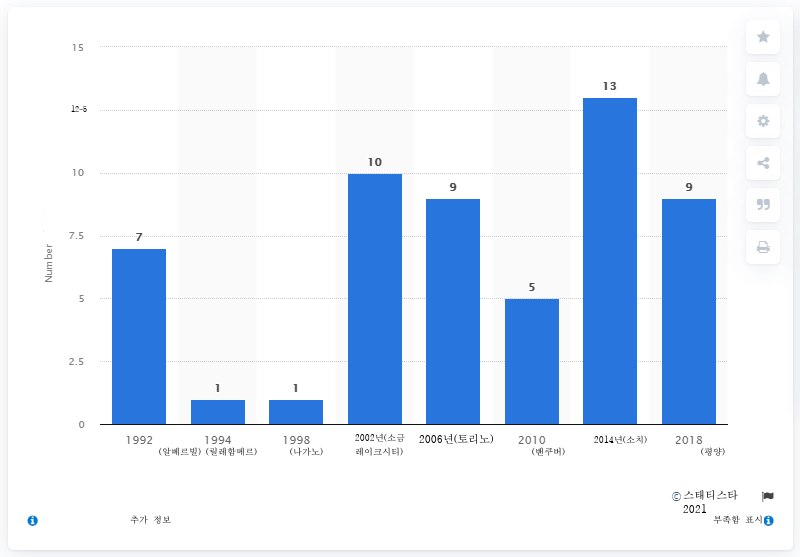 15
12-5
10
7.5
5
2.5
0
Number
7
1
1
10
9
5
13
9
1992
1994
1998
2002년(소금
2006년(토리노)
2010
2014년(소치)
2018
(알베르빌)
(릴레함메르)
(나가노)
레이크시티)
(밴쿠버)
(평양)
© 스태티스타
2021
추가 정보
부족함 표시